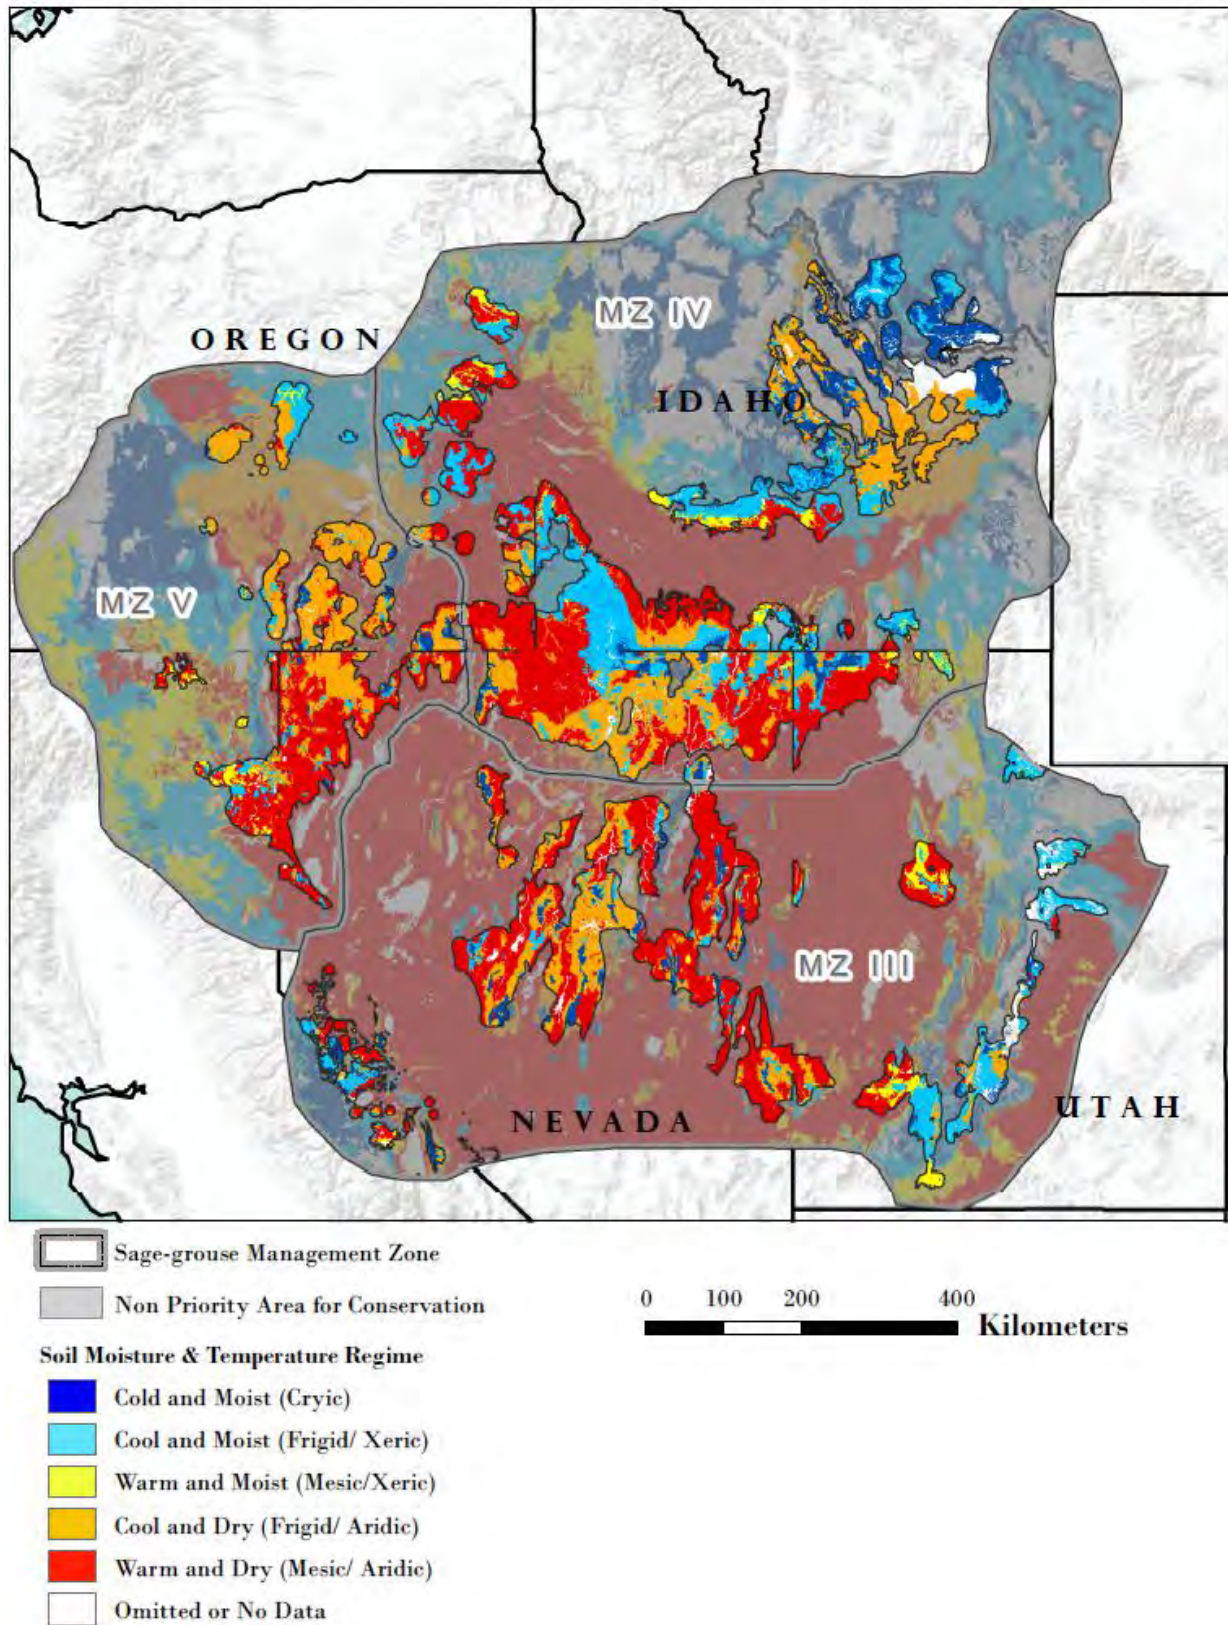 OREGON
MZ IV
IDAHO
MZ V
MZ III
NEVADA
UTAH
Sage-grouse Management Zone
Non Priority Area for Conservation
0 100 200 400
Kilometers
Soil Moisture & Temperature Regime
Cold and Moist (Cryic)
Cool and Moist (Frigid/ Xeric)
Warm and Moist (Mesic/Xeric)
Cool and Dry (Frigid/ Aridic)
Warm and Dry (Mesic/ Aridic)
Omitted or No Data